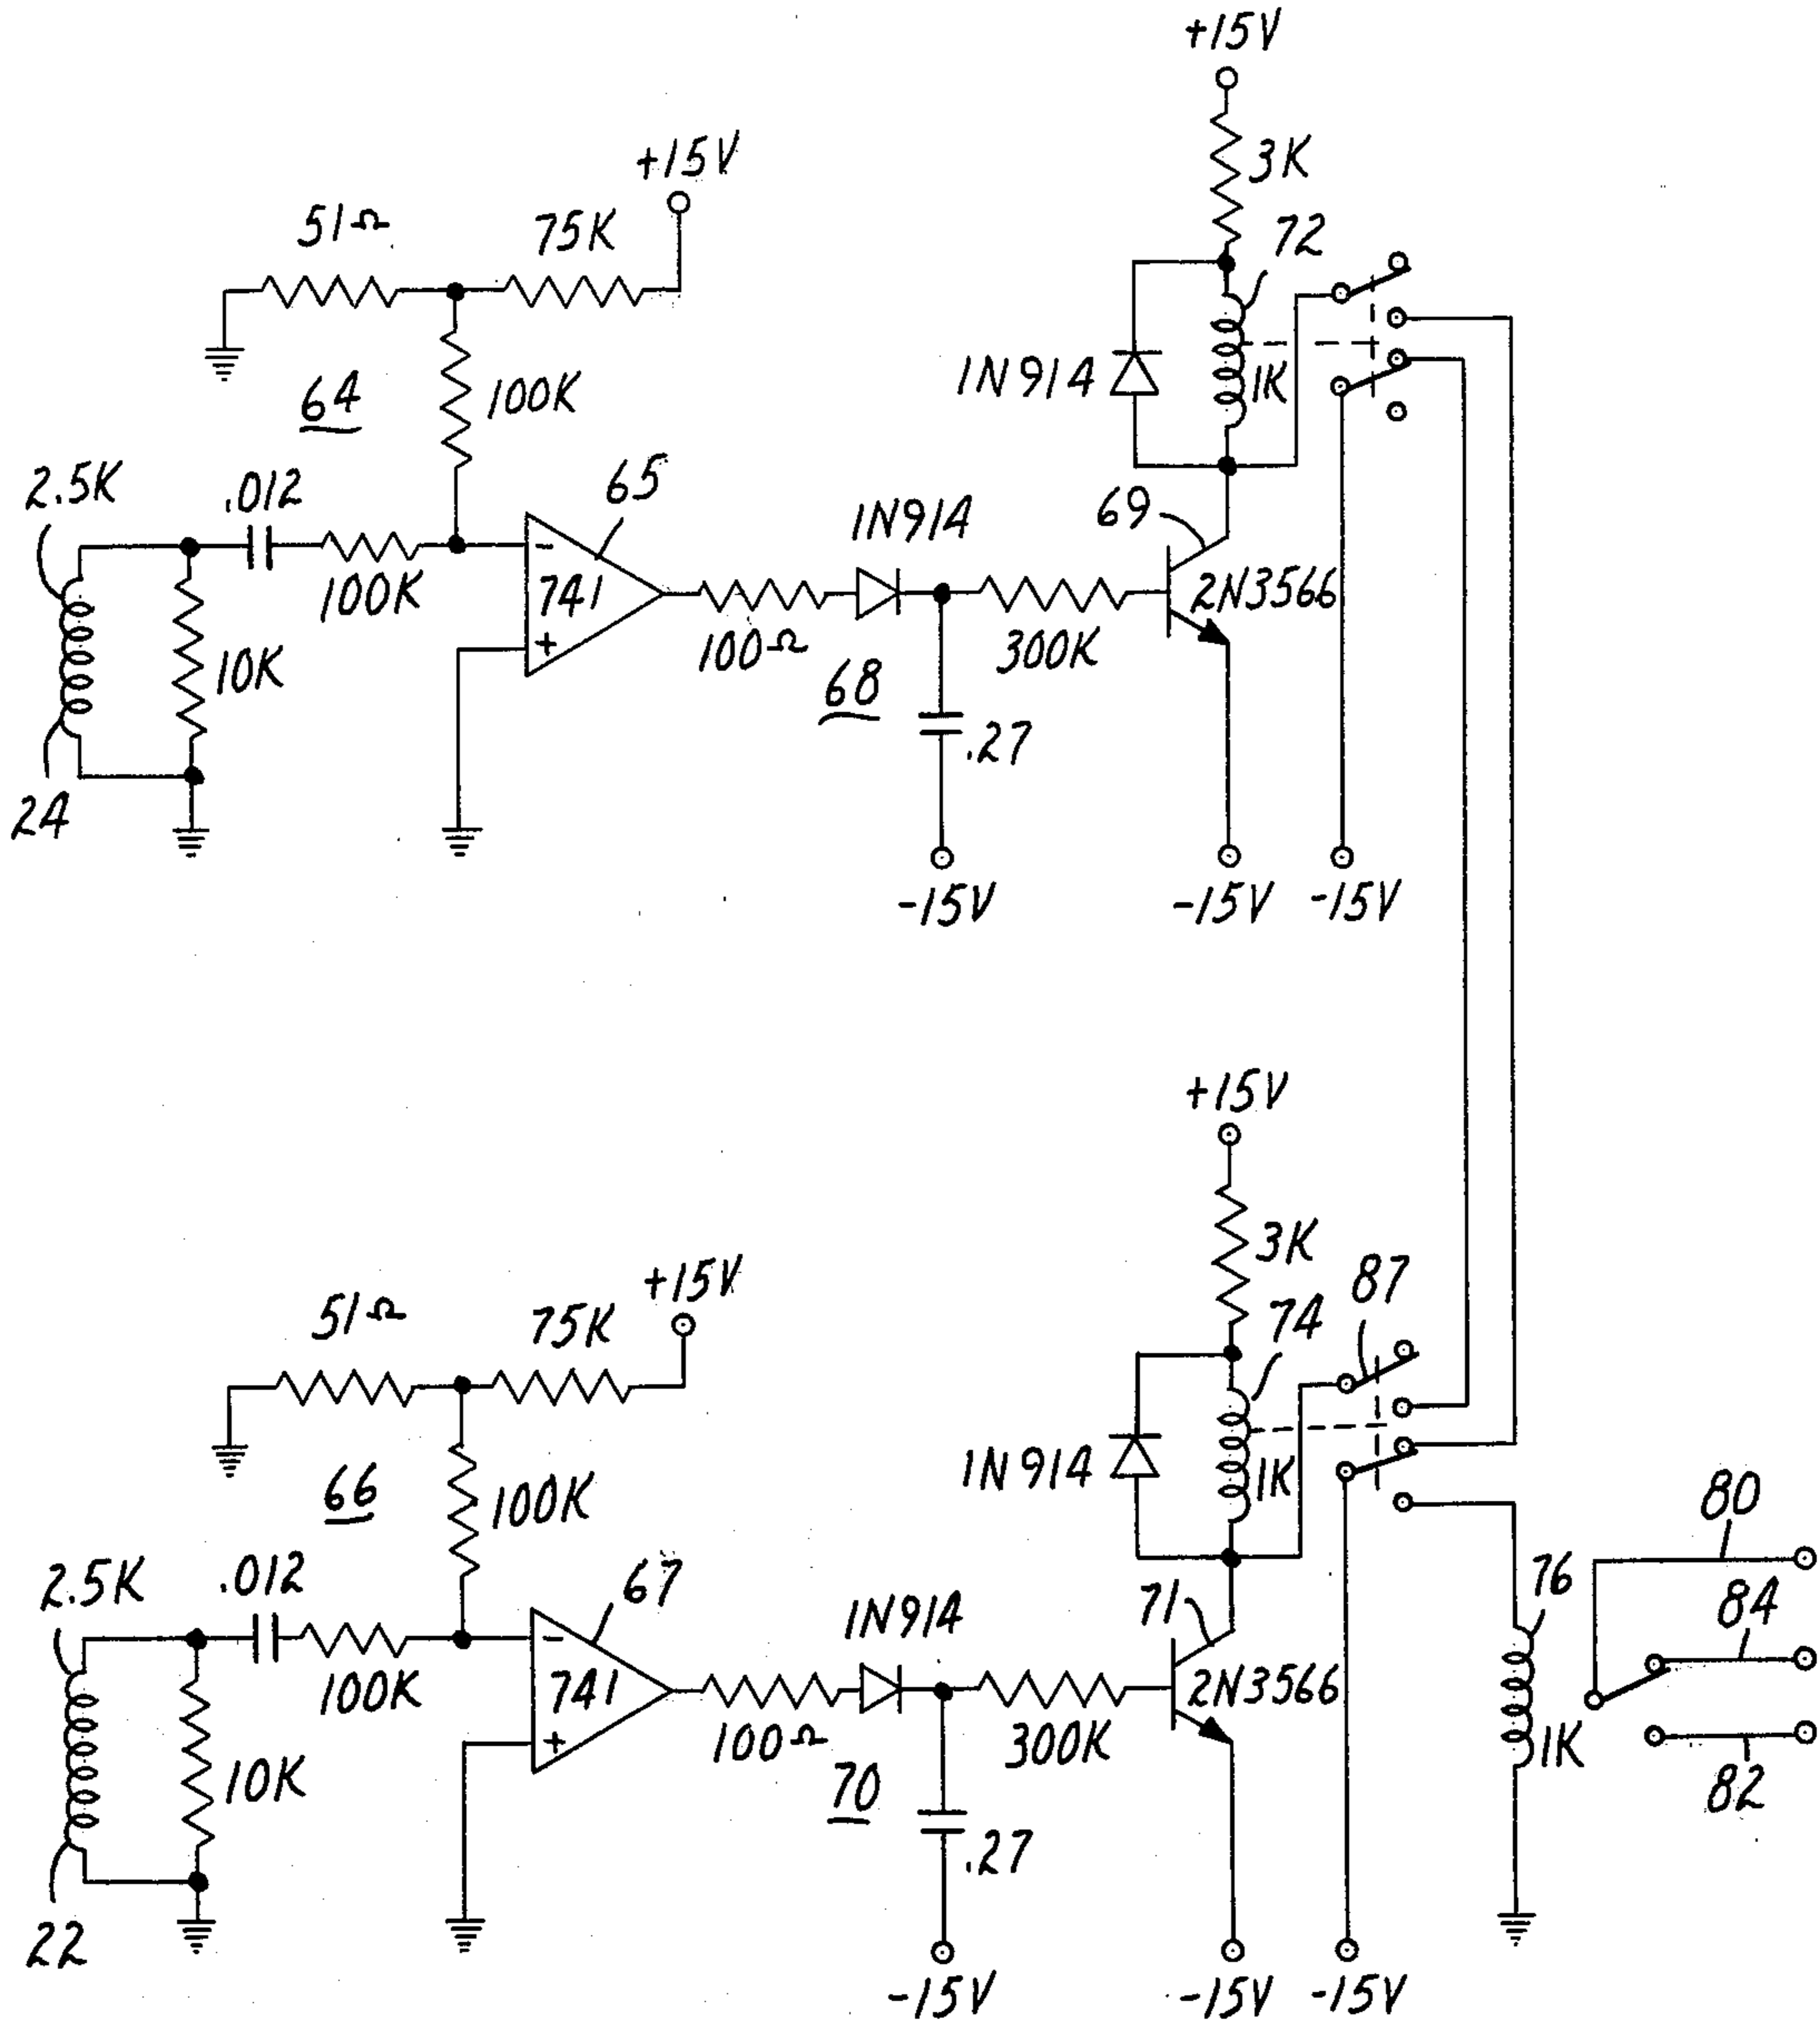 +15V
3K
+15V
51Ω
75K
72
1N914
1K
64
100K
2.5K
.012
65
1N914
69
100K
741
-
+
2N3566
10K
100Ω
300K
68
.27
24
-15V
-15V
-15V
+15V
3K
87
+15V
51Ω
75K
74
1N914
1K
66
100K
80
2.5K
.012
67
1N914
71
76
84
100K
741
-
+
2N3566
10K
100Ω
300K
1K
70
82
.27
22
-15V
-15V
-15V